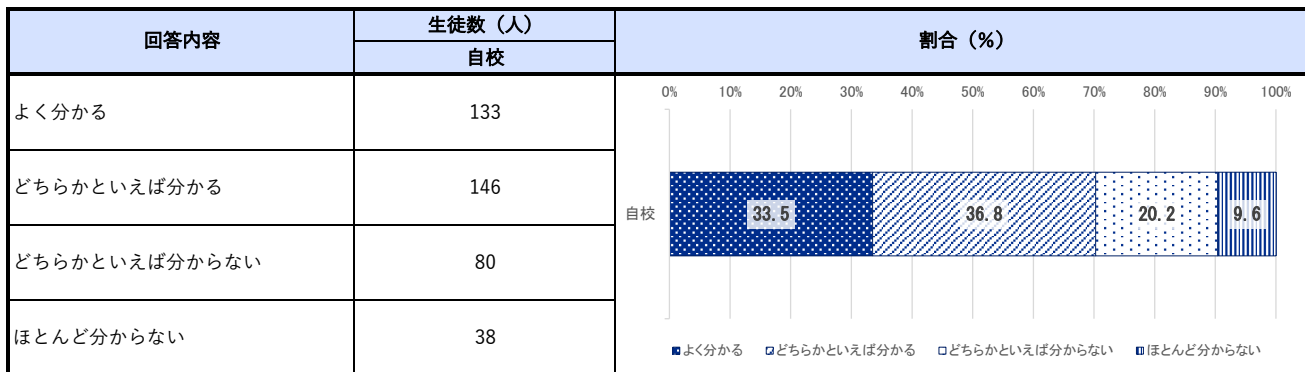 回答内容
生徒数（人）
自校
割合（％）
よく分かる 133
どちらかといえば分かる 146
どちらかといえば分からない 80
ほとんど分からない 38
0% 10% 20% 30% 40% 50% 60% 70% 80% 90% 100%
自校 33.5 36.8 20.2 9.6
よく分かる どちらかといえば分かる どちらかといえば分からない ほとんど分からない